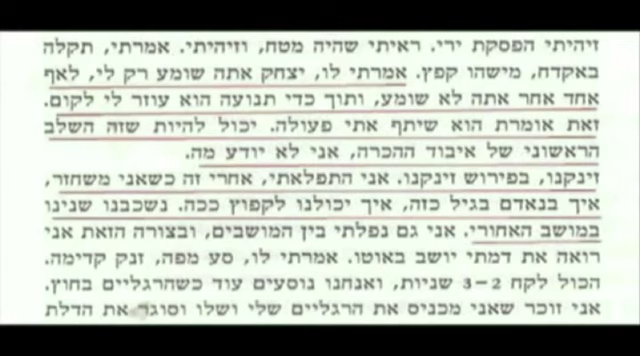 זיהיתי הפסקת ירי. ראיתי שהיה מטח, וזיהיתי. אמרתי, תקלה
באקדח, מישהו קפץ. אמרתי לו, יצחק אתה שומע רק לי, לאף
אחד אחר אתה לא שומע, ותוך כדי תנועה הוא עוזר לי לקום.
זאת אומרת הוא שיתף אתי פעולה. יכול להיות שזה השלב
הראשוני של איבוד ההכרה, אני לא יודע מה.
זינקנו, בפירוש זינקנו. אני התפלאתי, אחרי זה כשאני משחזר,
איך בנאדם בגיל כזה, איך יכולנו לקפוץ ככה. נשכבנו שנינו
במושב האחורי. אני גם נפלתי בין המושבים, ובצורה הזאת אני
רואה את דמתי יושב באוטו. אמרתי לו, סע מפה, זנק קדימה.
הכול לקח 2–3 שניות, ואנחנו נוסעים עוד כשהרגליים בחוץ.
אני זוכר שאני מכניס את הרגליים שלי ושלו וסוגר את הדלת